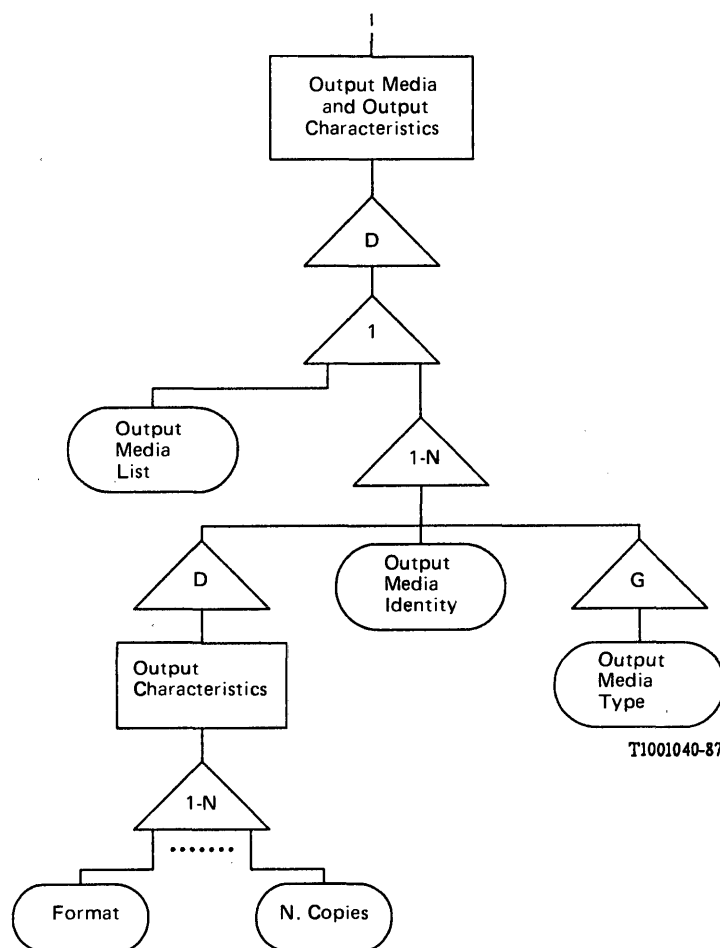 Output Media
and Output
Characteristics
D
1
Output
Media
List
1-N
D
Output
Media
Identity
G
Output
Characteristics
Output
Media
Type
T1001040-87
1-N
.......
Format
N. Copies